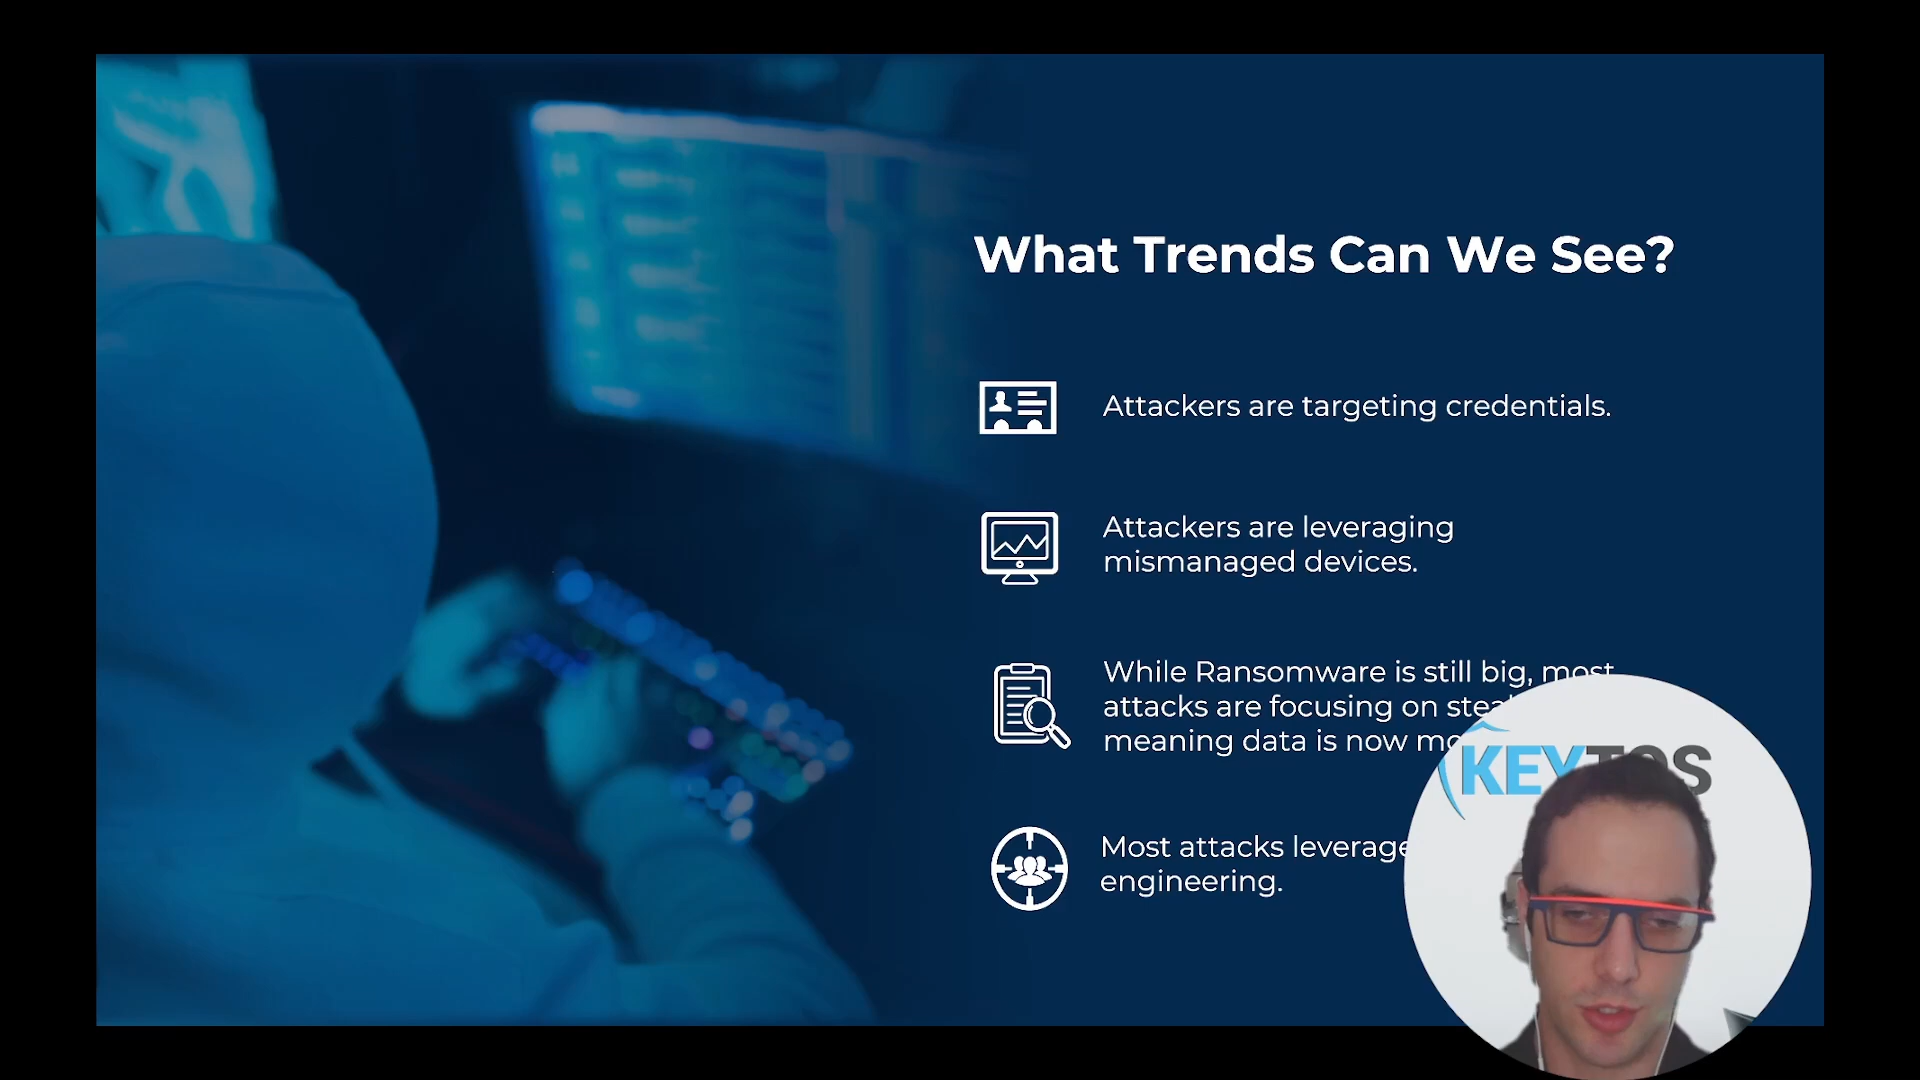 What Trends Can We See?
Attackers are targeting credentials.
Attackers are leveraging
mismanaged devices.
While Ransomware is still big, most
attacks are focusing on
meaning data is now
Most attacks leverage
engineering.
KEYTOS